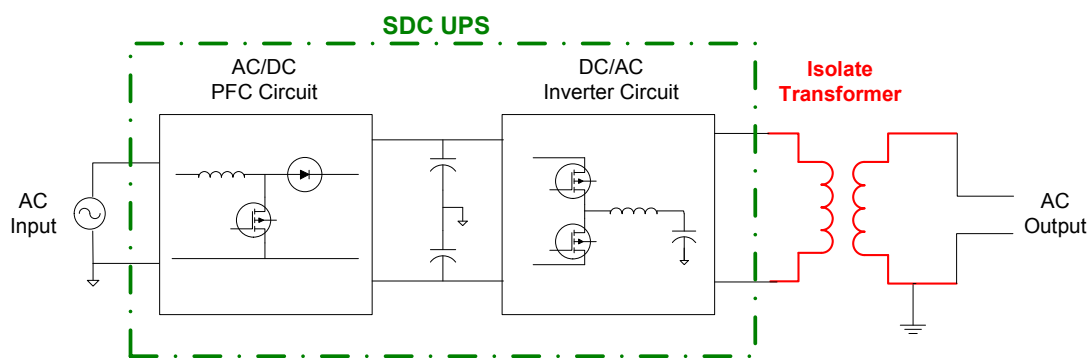 SDC UPS
AC/DC
PFC Circuit
DC/AC
Inverter Circuit
Isolate
Transformer
AC
Input
AC
Output